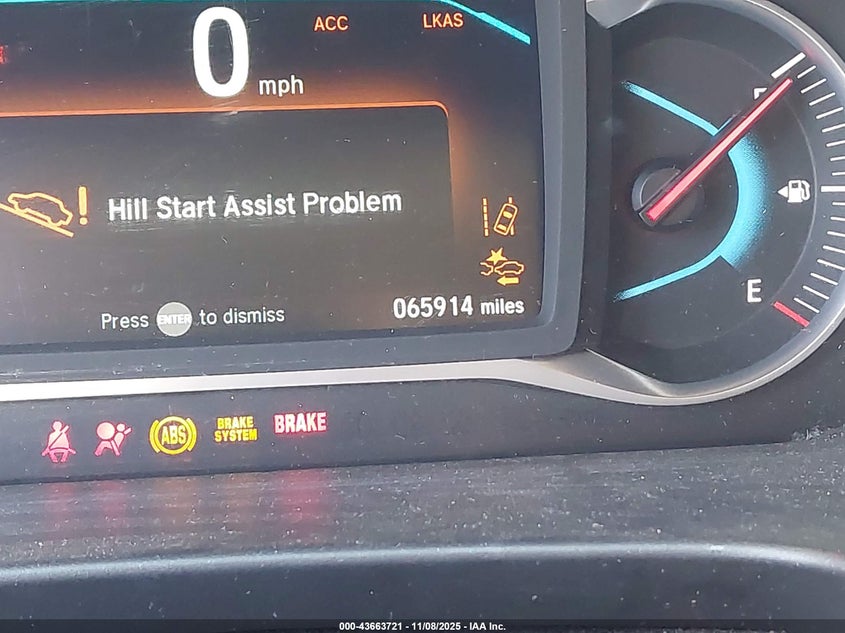 0 mph
ACC
LKAS
Hill Start Assist Problem
Press ENTER to dismiss
065914 miles
E
ABS
BRAKE
SYSTEM
BRAKE
000-43663721 - 11/08/2025 - IAA Inc.